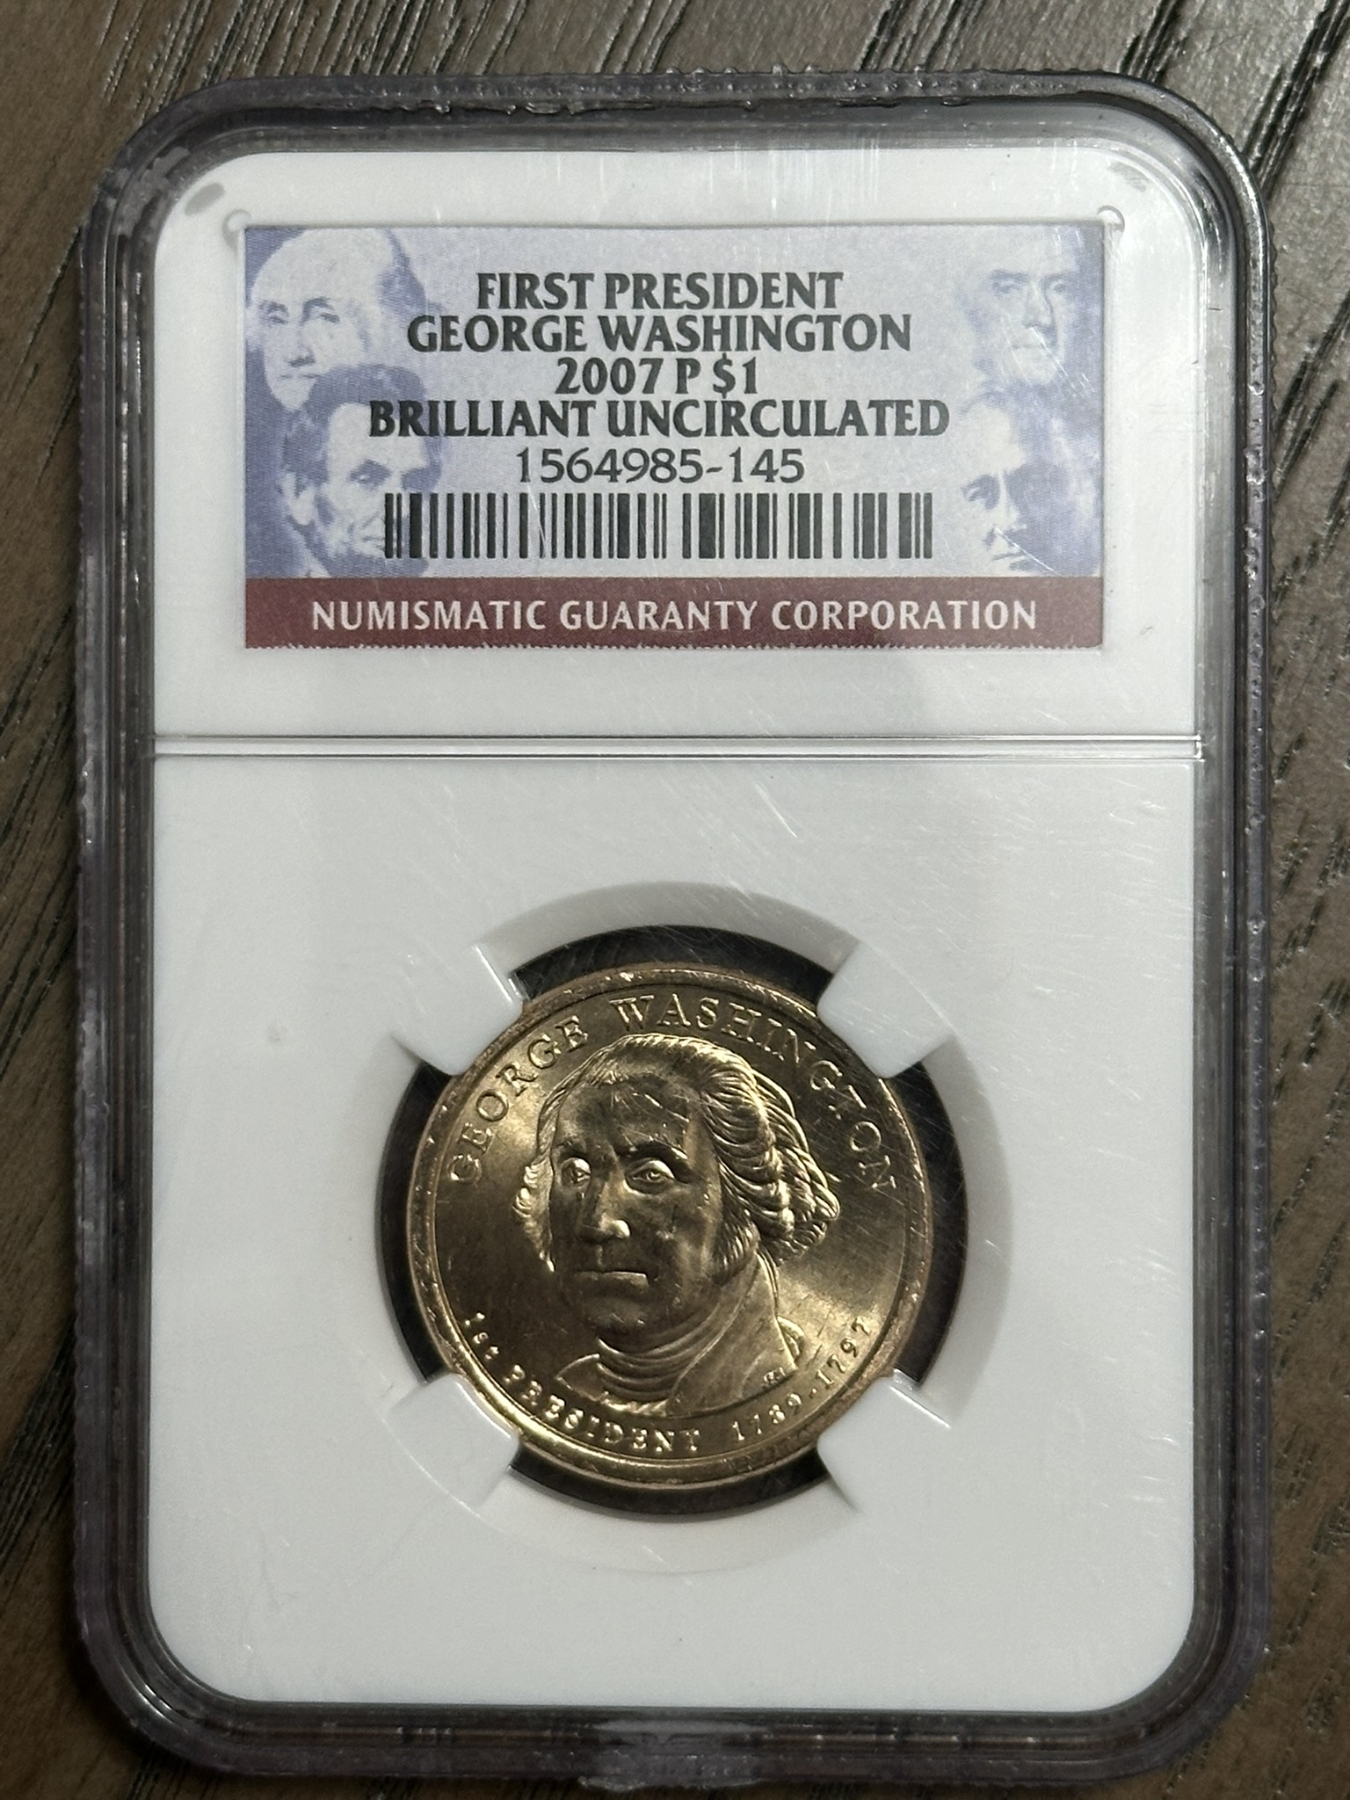 FIRST PRESIDENT
GEORGE WASHINGTON
2007 P $1
BRILLIANT UNCIRCULATED
1564985-145
NUMISMATIC GUARANTY CORPORATION
GEORGE WASHINGTON
1st PRESIDENT 1789-1797